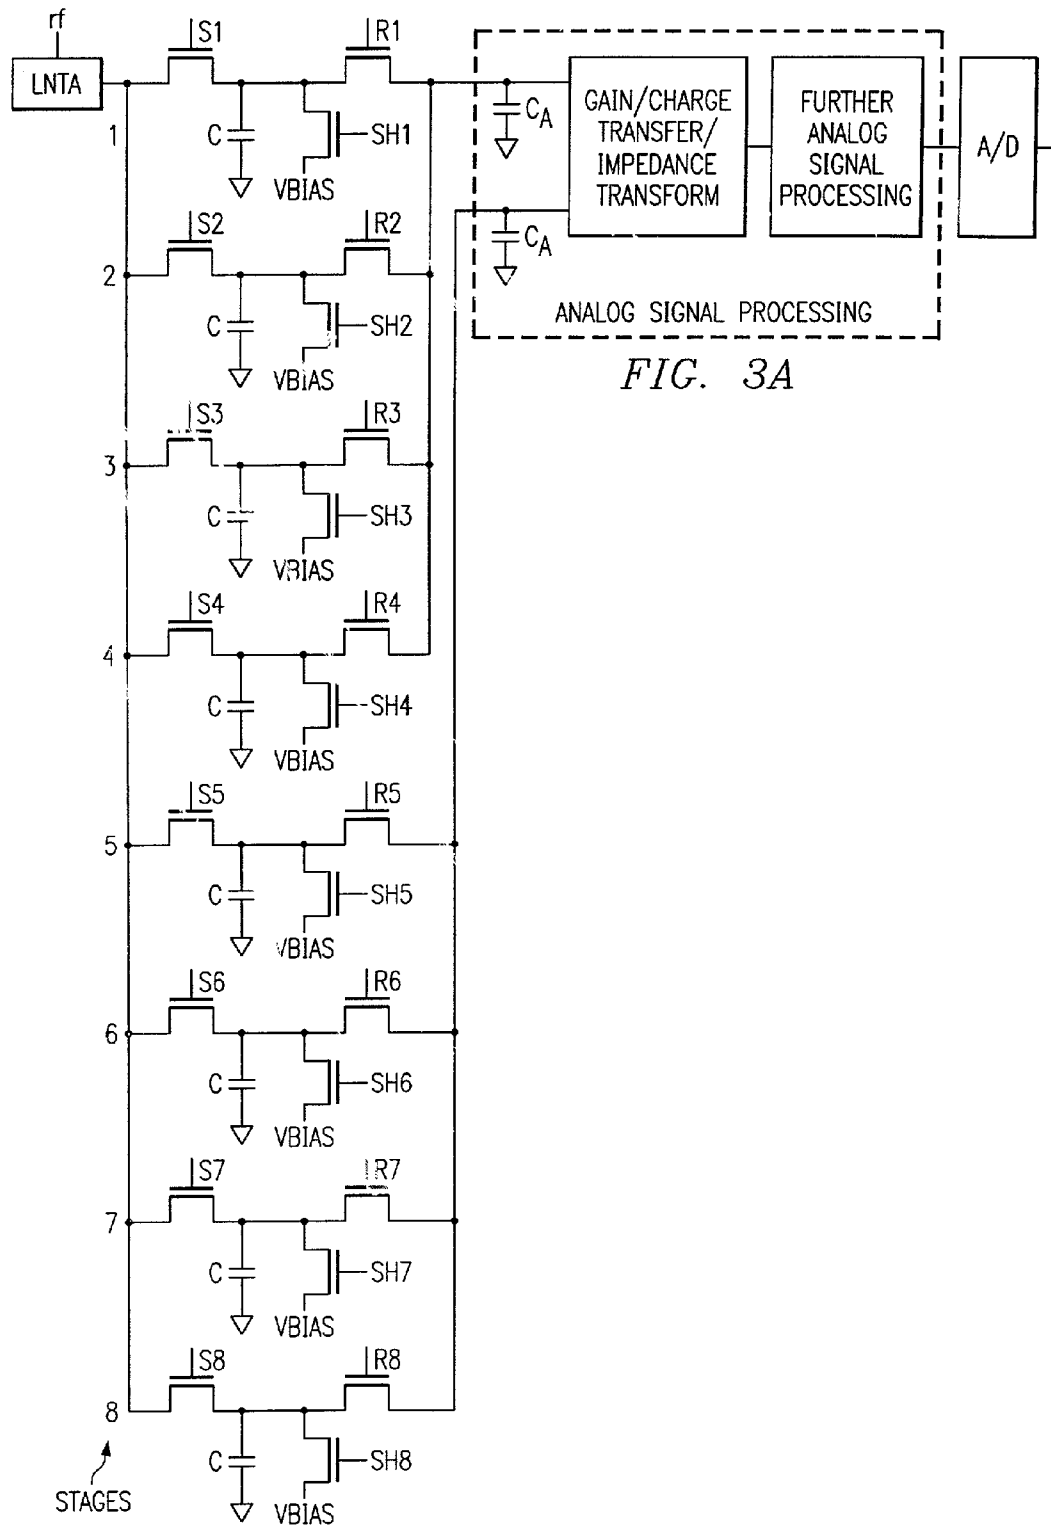 rf
LNTA
S1
R1
1
C
SH1
VBIAS
C_A
GAIN/CHARGE
TRANSFER/
IMPEDANCE
TRANSFORM
FURTHER
ANALOG
SIGNAL
PROCESSING
A/D
C_A
ANALOG SIGNAL PROCESSING
FIG. 3A
S2
R2
2
C
SH2
VBIAS
S3
R3
3
C
SH3
VBIAS
S4
R4
4
C
SH4
VBIAS
S5
R5
5
C
SH5
VBIAS
S6
R6
6
C
SH6
VBIAS
S7
R7
7
C
SH7
VBIAS
S8
R8
8
C
SH8
VBIAS
STAGES